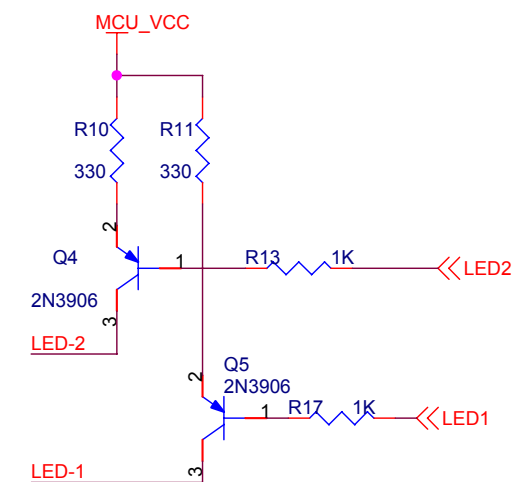 MCU_VCC
R10 R11
330 330
2
Q4 1 R13 1K LED2
2N3906
3
LED-2
Q5
2 2N3906
1 R17 1K LED1
LED-1 3